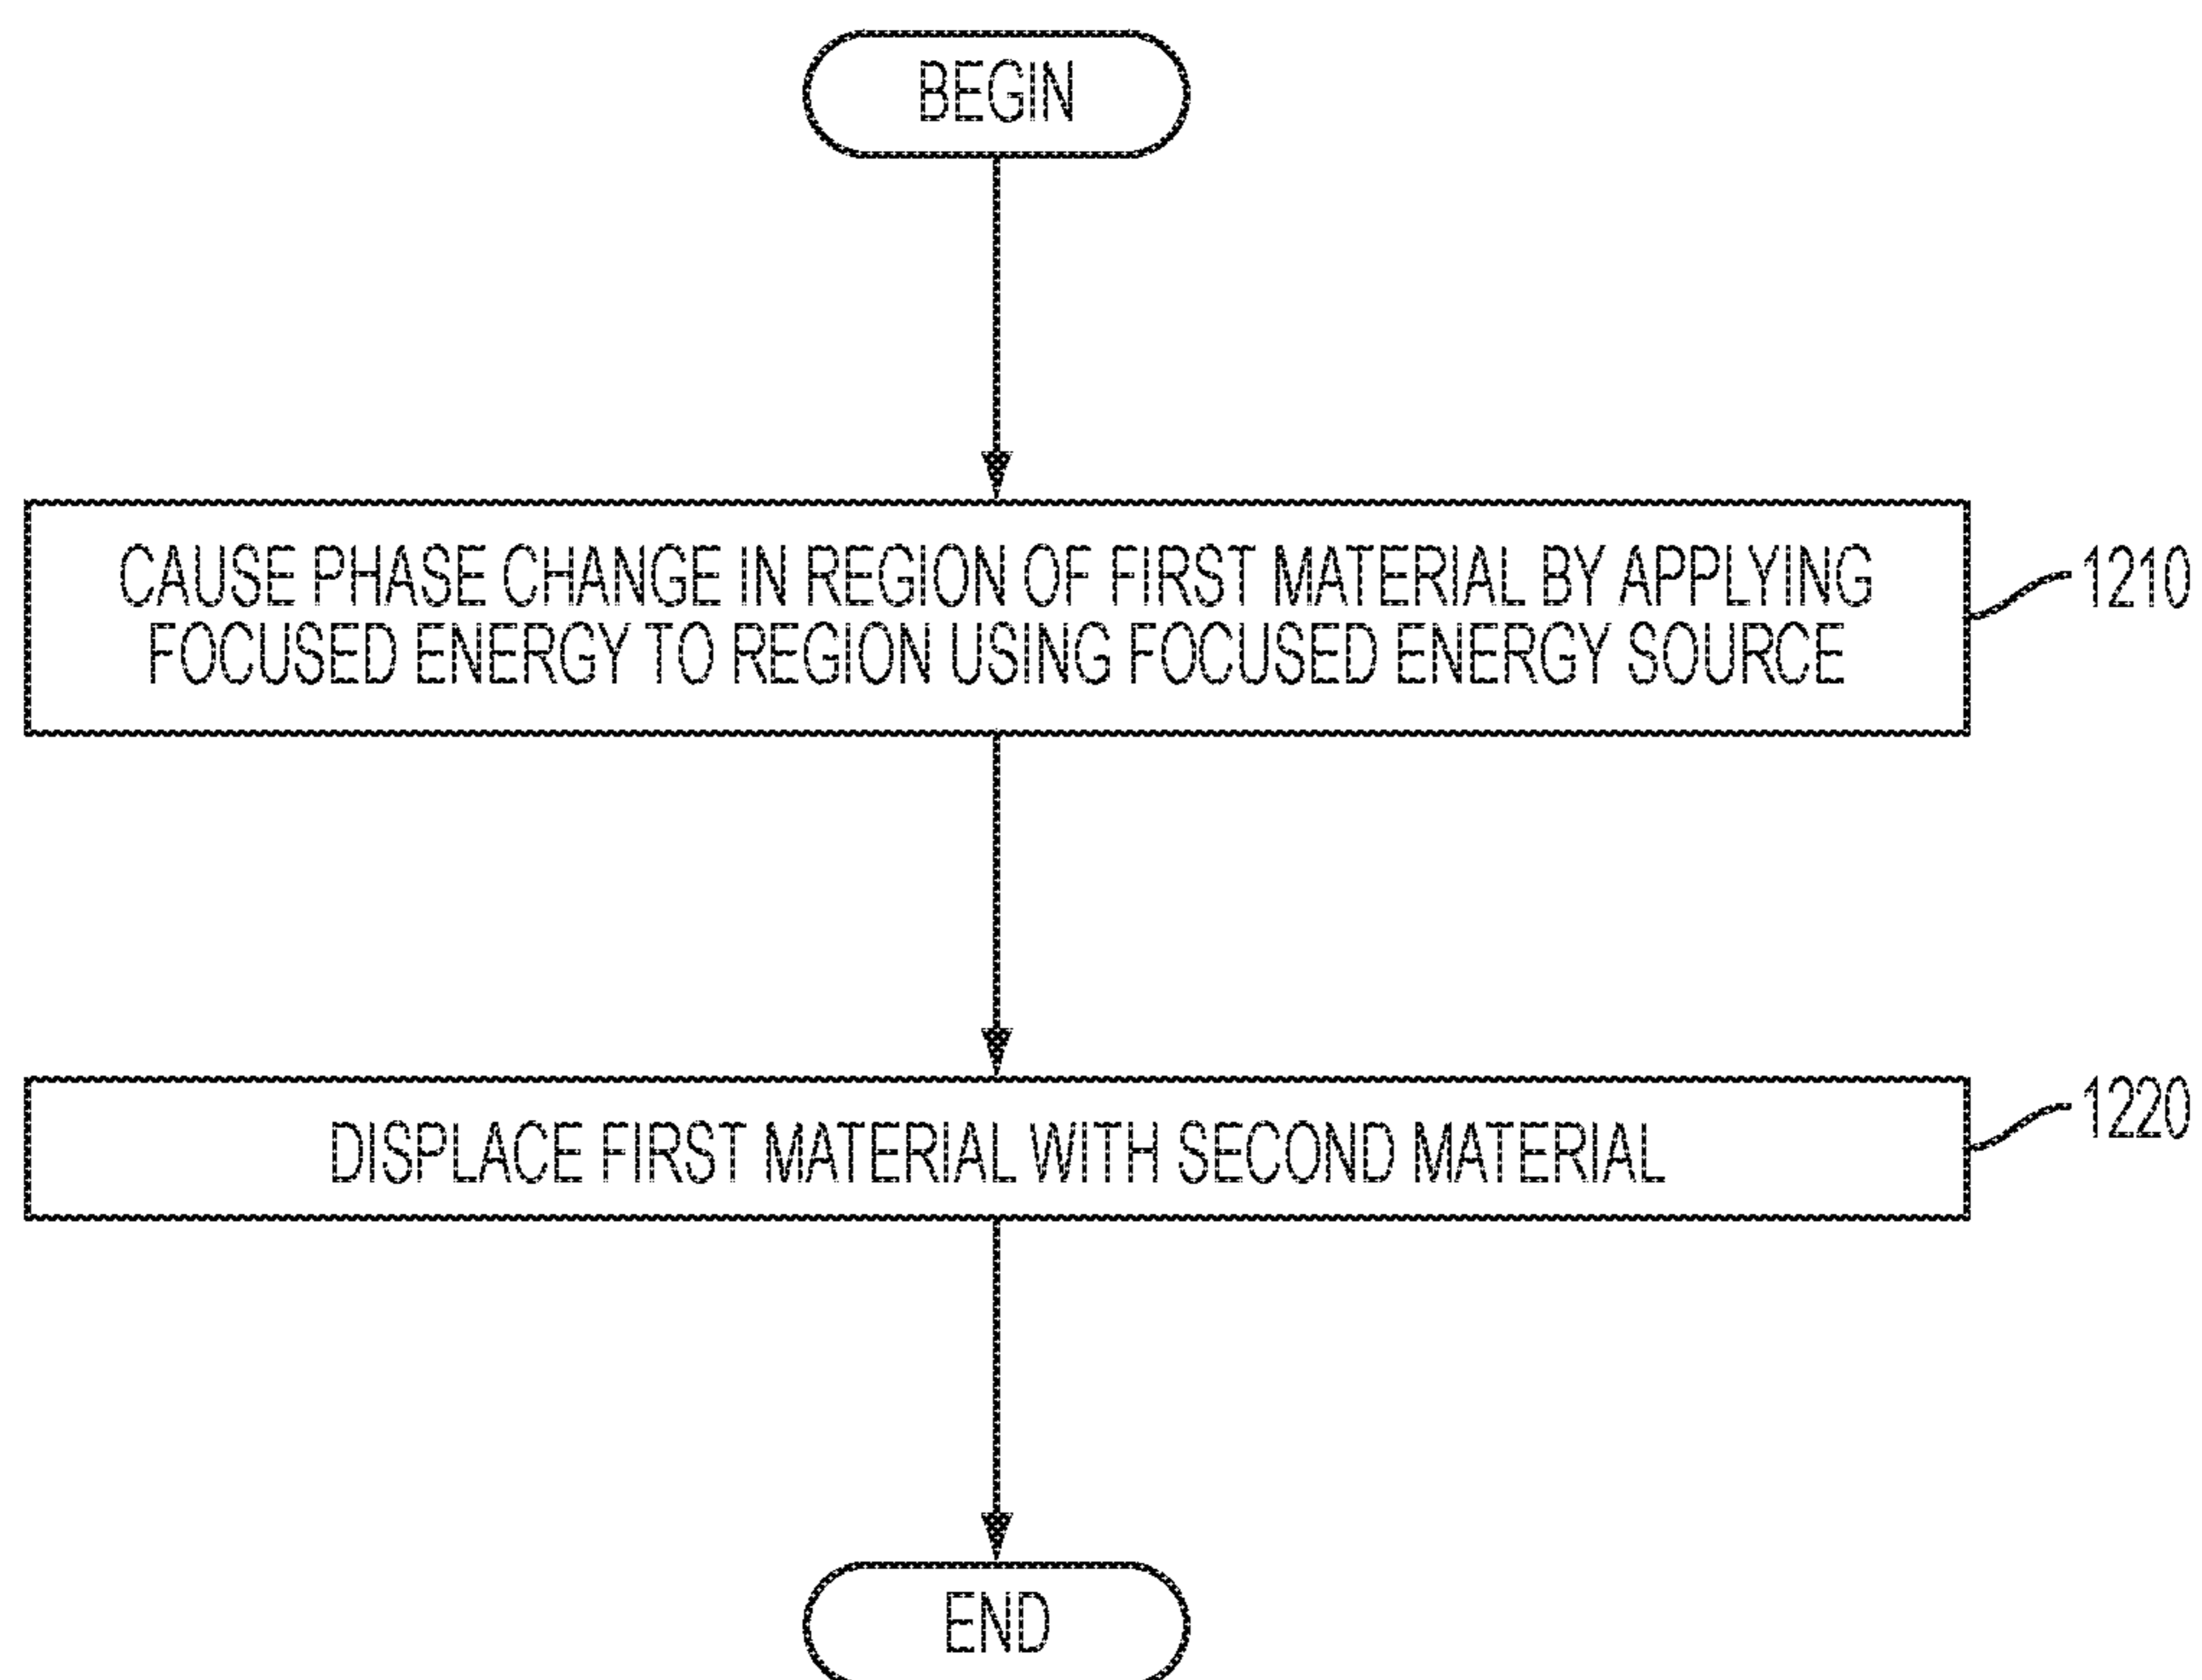 BEGIN
CAUSE PHASE CHANGE IN REGION OF FIRST MATERIAL BY APPLYING
FOCUSED ENERGY TO REGION USING FOCUSED ENERGY SOURCE
1210
DISPLACE FIRST MATERIAL WITH SECOND MATERIAL
1220
END